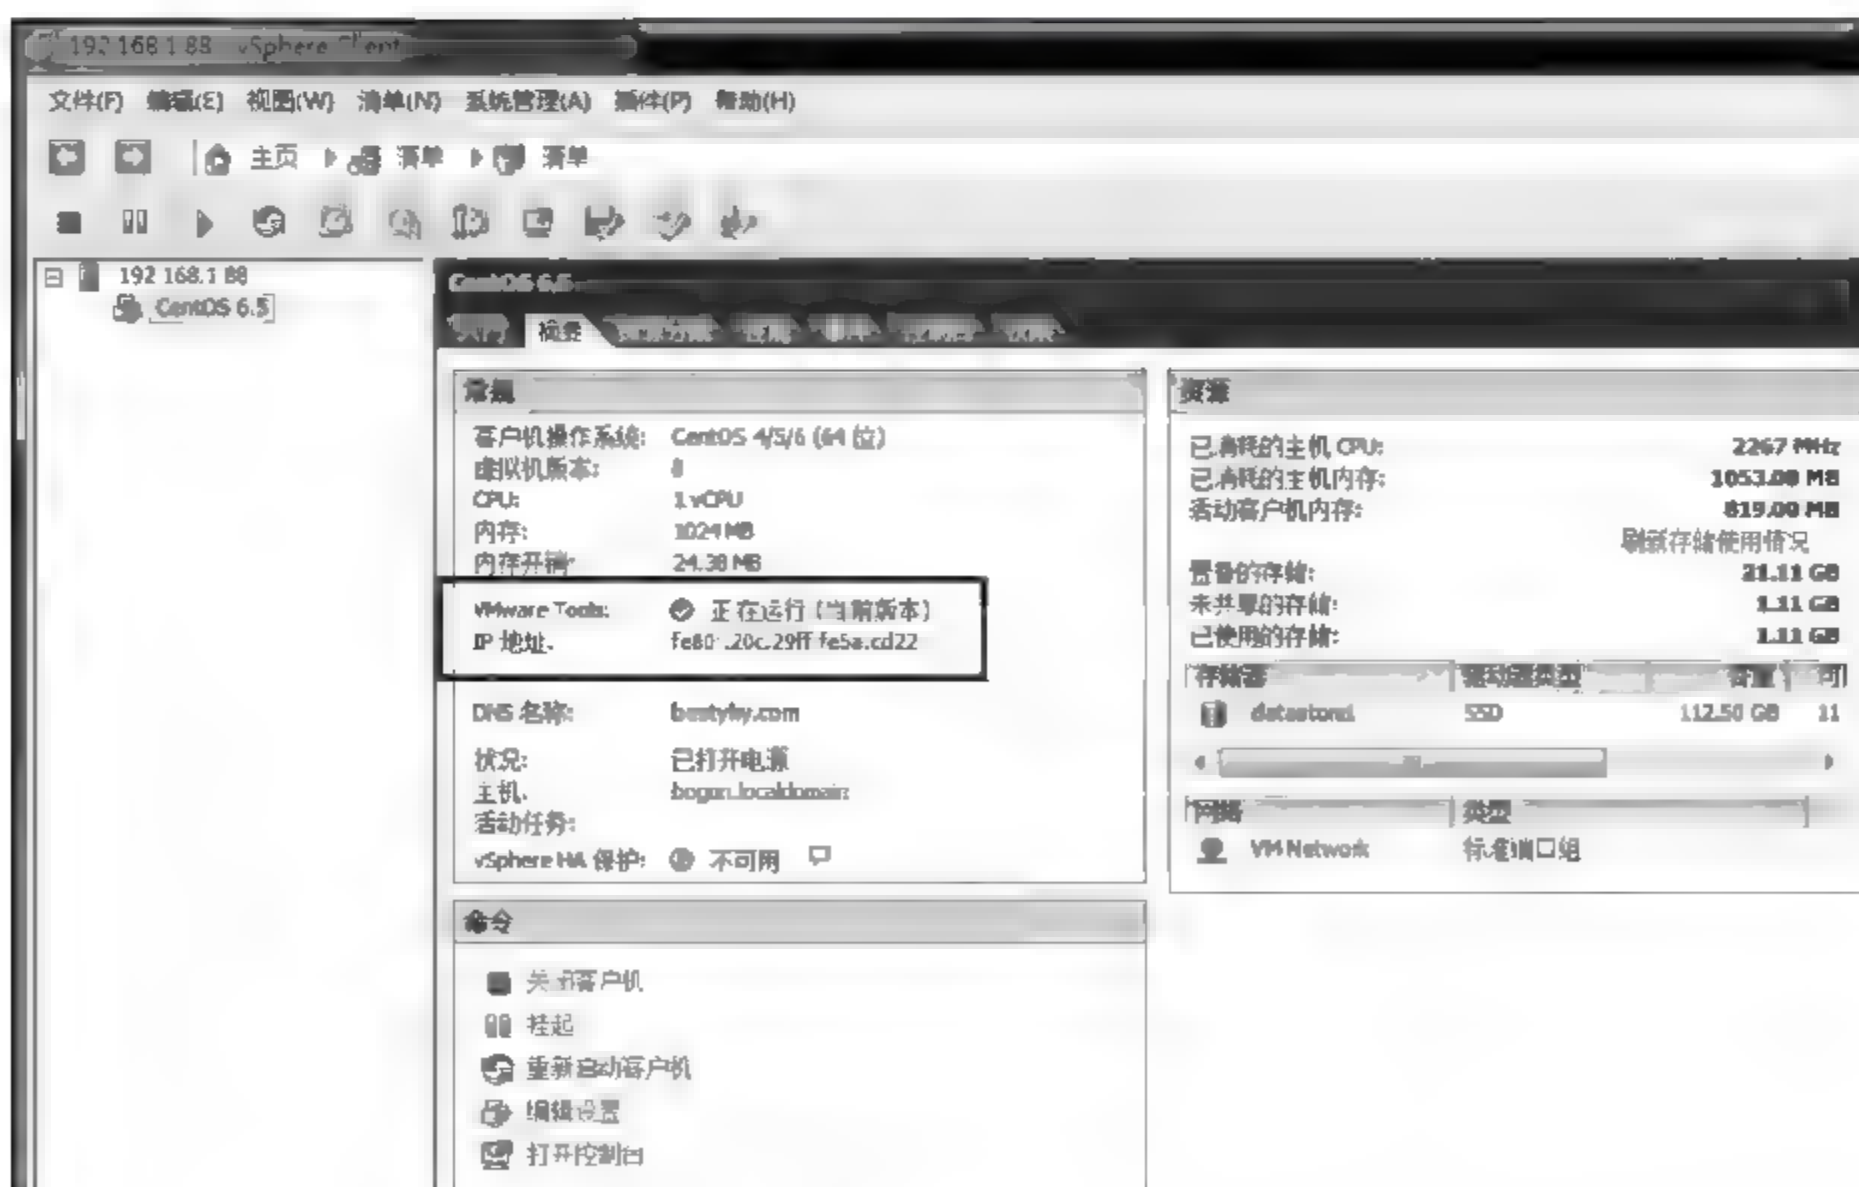 192.168.1.88 - vSphere Client
文件(F) 编辑(E) 视图(W) 清单(N) 系统管理(A) 插件(P) 帮助(H)
主页 清单 清单
192.168.1.88
CentOS 6.5
CentOS 6.5
摘要
常规
客户机操作系统: CentOS 4/5/6 (64 位)
虚拟机版本: 8
CPU: 1 vCPU
内存: 1024 MB
内存开销: 24.38 MB
VMware Tools: 正在运行 (当前版本)
IP 地址: fe80::20c:29ff:fe5a:cd22
DNS 名称:
状况: 已打开电源
主机: bogon.localdomain
活动任务:
vSphere HA 保护: 不可用
命令
关闭客户机
挂起
重新启动客户机
编辑设置
打开控制台
资源
已消耗的主机 CPU: 2267 MHz
已消耗的主机内存: 1053.00 MB
活动客户机内存: 819.00 MB
刷新存储使用情况
置备的存储: 21.11 GB
未共享的存储: 1.11 GB
已使用的存储: 1.11 GB
存储器 驱动器类型 容量 可
datastore1 SSD 112.50 GB 11
网络 类型
VM Network 标准端口组